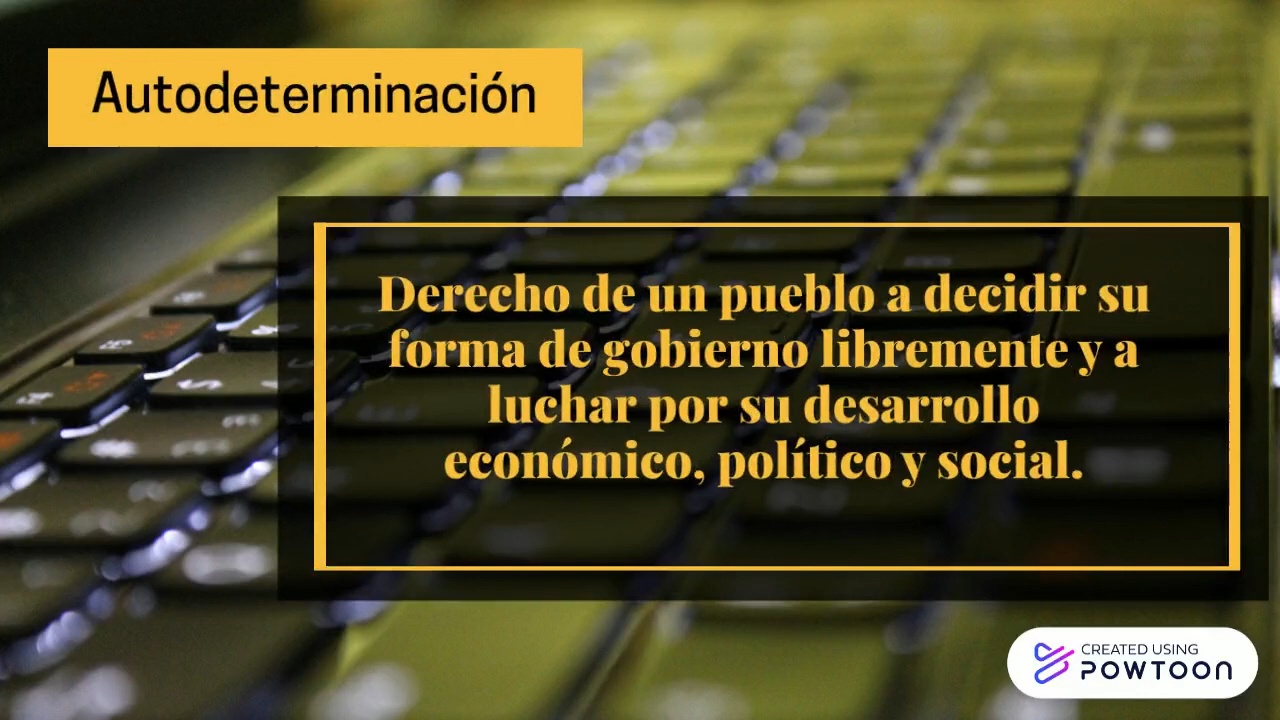 Autodeterminación
Derecho de un pueblo a decidir su
forma de gobierno libremente y a
luchar por su desarrollo
económico, político y social.
CREATED USING
POWTOON